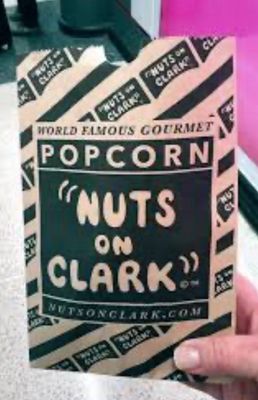 WORLD FAMOUS GOURMET
POPCORN
"NUTS
ON
CLARK" ©™
NUTSONCLARK.COM
"NUTS ON
CLARK"
"NUTS ON
CLARK"
"NUTS ON
CLARK"